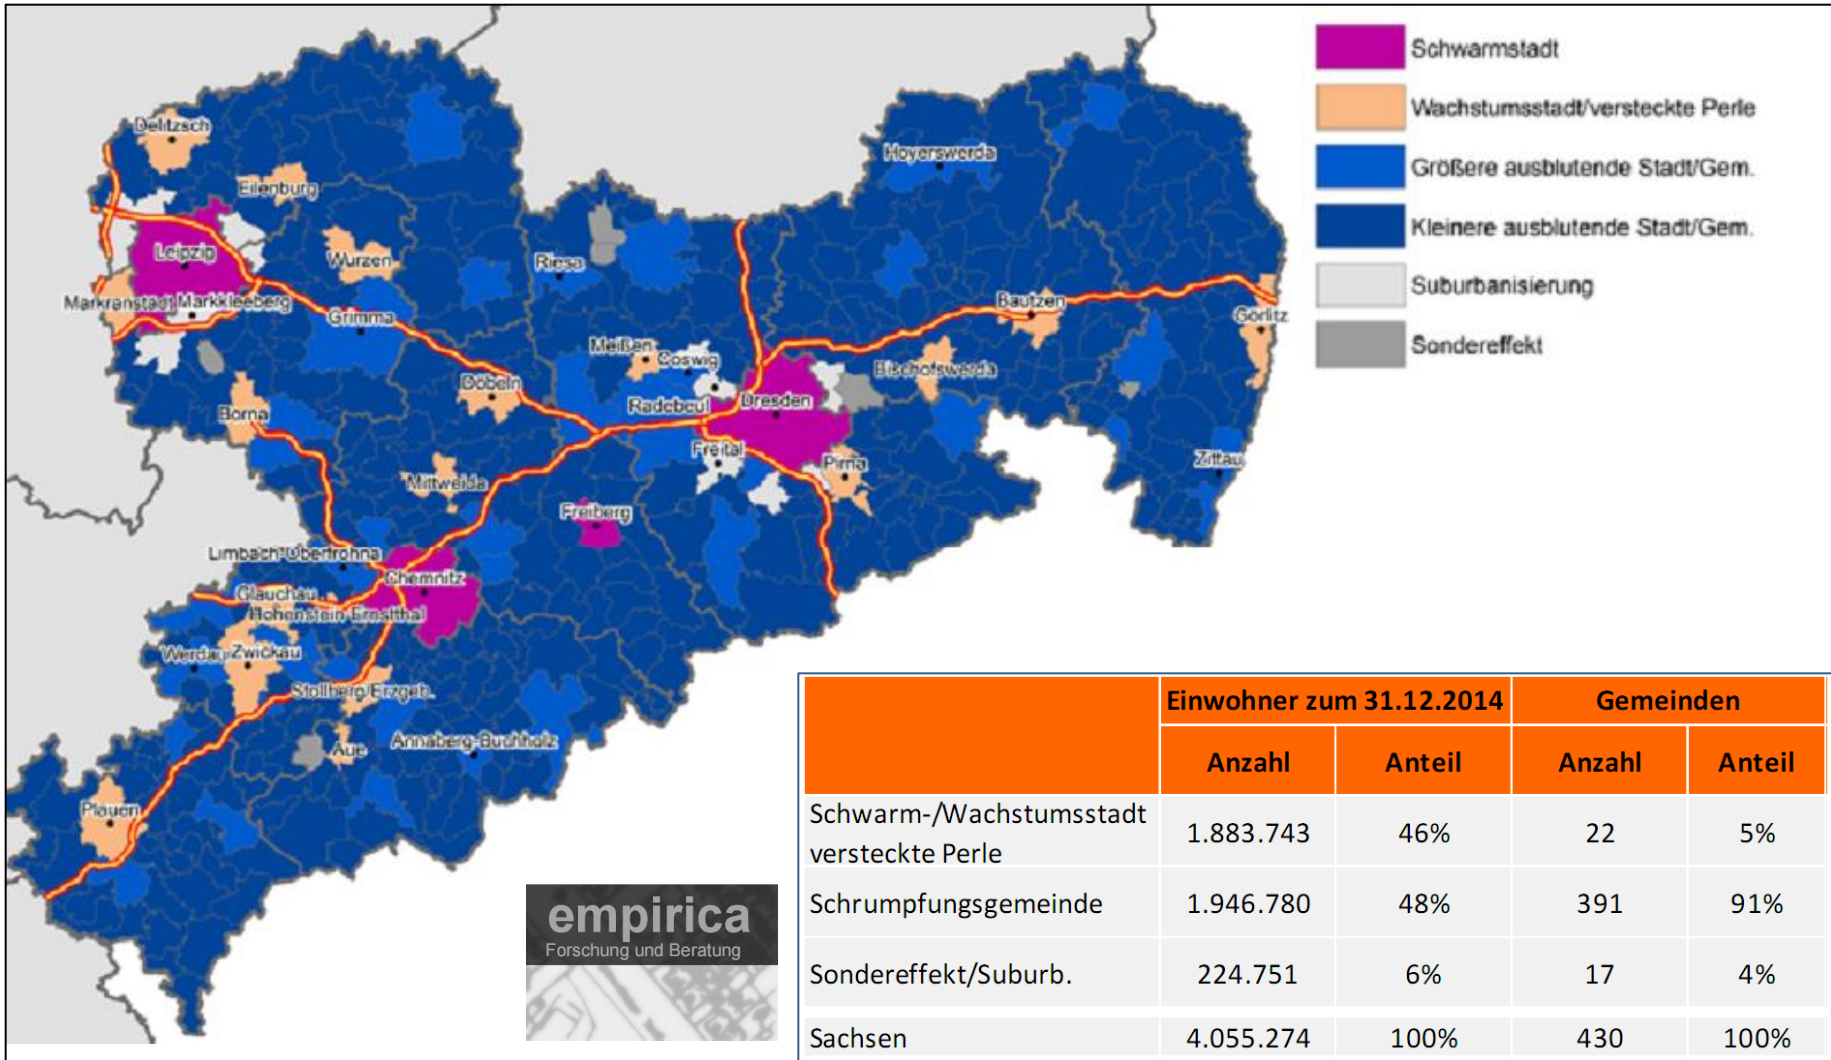 Schwarmstadt
Wachstumsstadt/versteckte Perle
Größere ausblutende Stadt/Gem.
Kleinere ausblutende Stadt/Gem.
Suburbanisierung
Sondereffekt
Delitzsch
Eilenburg
Hoyerswerda
Leipzig
Wurzen
Riesa
Markranstädt Markkleeberg
Grimma
Bautzen
Görlitz
Meißen
Coswig
Bischofswerda
Döbeln
Radebeul
Dresden
Borna
Freital
Pirna
Zittau
Mittweida
Freiberg
Limbach-Oberfrohna
Chemnitz
Glauchau
Hohenstein-Ernstthal
Werdau
Zwickau
Stollberg/Erzgeb.
Aue
Annaberg-Buchholz
Plauen
empirica
Forschung und Beratung
Einwohner zum 31.12.2014 Gemeinden
Anzahl Anteil Anzahl Anteil
Schwarm-/Wachstumsstadt
versteckte Perle 1.883.743 46% 22 5%
Schrumpfungsgemeinde 1.946.780 48% 391 91%
Sondereffekt/Suburb. 224.751 6% 17 4%
Sachsen 4.055.274 100% 430 100%